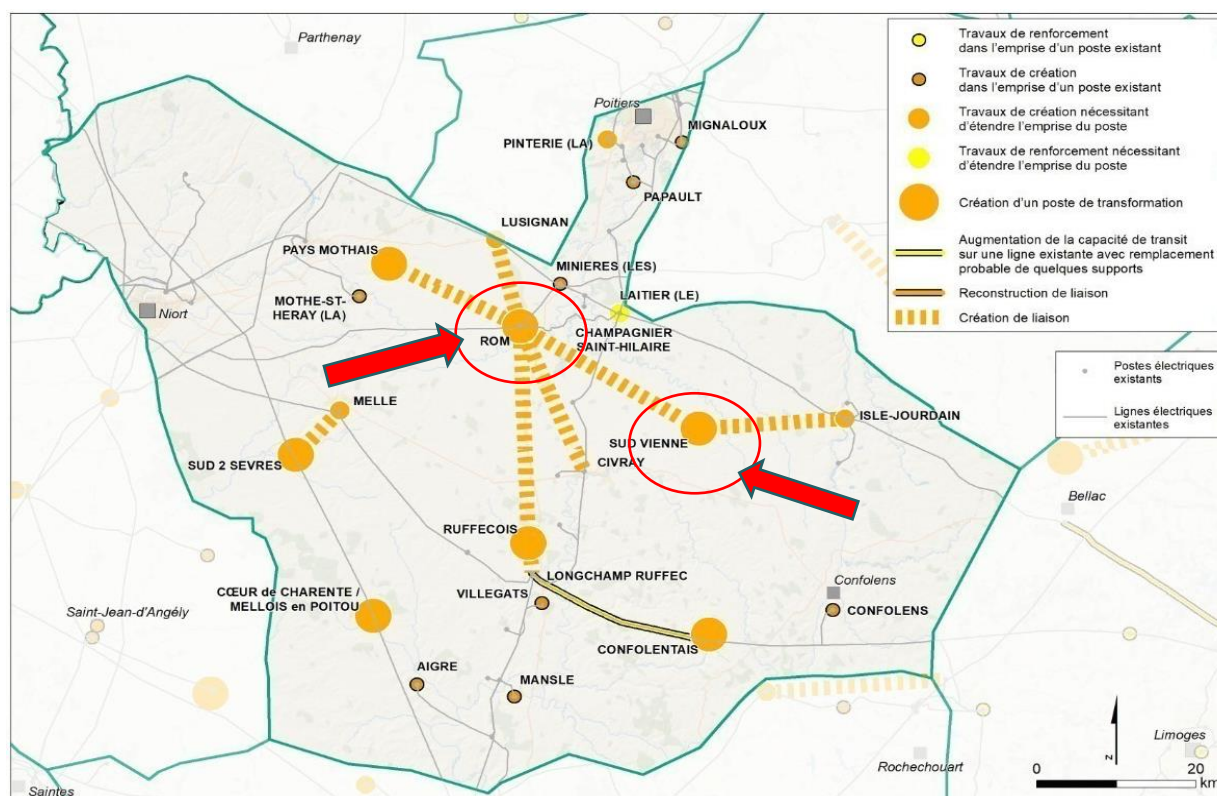 Parthenay
Poitiers
MIGNALOUX
PINTERIE (LA)
PAPAULT
LUSIGNAN
PAYS MOTHAIS
MINIERES (LES)
MOTHE-ST-
HERAY (LA)
LAITIER (LE)
Niort
ROM
CHAMPAGNIER
SAINT-HILAIRE
MELLE
ISLE-JOURDAIN
SUD VIENNE
SUD 2 SEVRES
CIVRAY
Bellac
RUFFECOIS
LONGCHAMP RUFFEC
VILLEGATS
Confolens
CŒUR de CHARENTE /
MELLOIS en POITOU
Saint-Jean-d'Angély
CONFOLENS
CONFOLENTAIS
AIGRE
MANSLE
Rochechouart
Limoges
Saintes
Travaux de renforcement
dans l'emprise d'un poste existant
Travaux de création
dans l'emprise d'un poste existant
Travaux de création nécessitant
d'étendre l'emprise du poste
Travaux de renforcement nécessitant
d'étendre l'emprise du poste
Création d'un poste de transformation
Augmentation de la capacité de transit
sur une ligne existante avec remplacement
probable de quelques supports
Reconstruction de liaison
Création de liaison
Postes électriques
existants
Lignes électriques
existantes
N
0 20
km